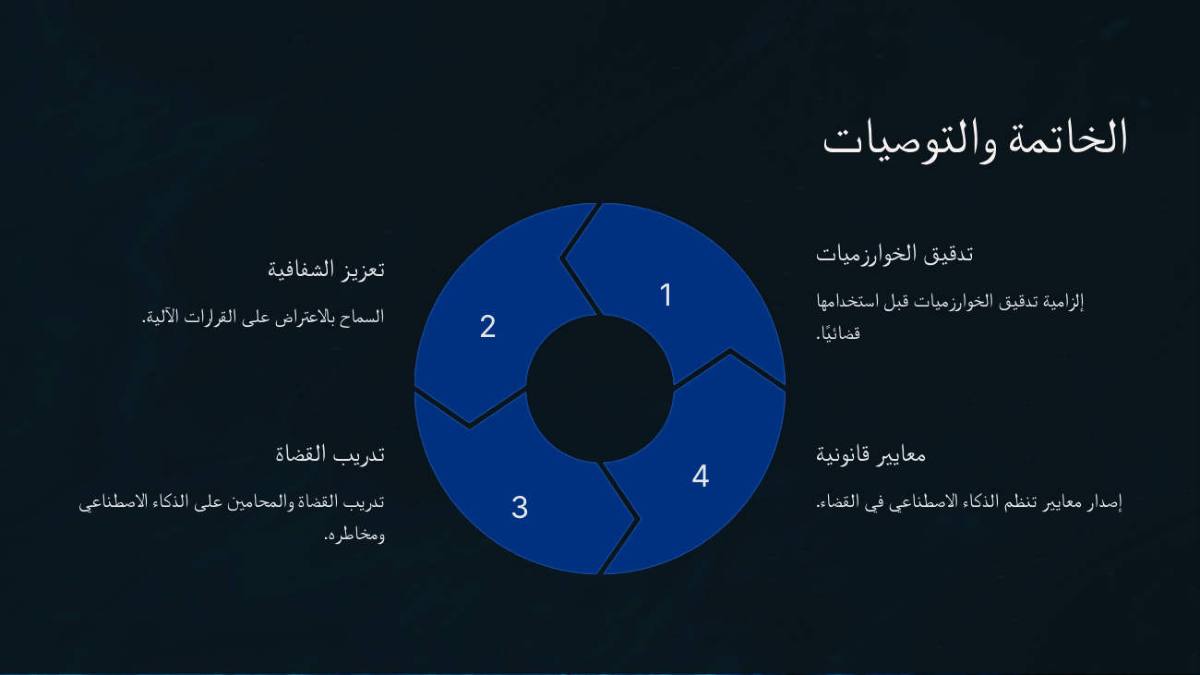 الخاتمة والتوصيات
1
تدقيق الخوارزميات
إلزامية تدقيق الخوارزميات قبل استخدامها
قضائيًا.
2
تعزيز الشفافية
السماح بالاعتراض على القرارات الآلية.
3
تدريب القضاة
تدريب القضاة والمحامين على الذكاء الاصطناعي
ومخاطره.
4
معايير قانونية
إصدار معايير تنظم الذكاء الاصطناعي في القضاء.